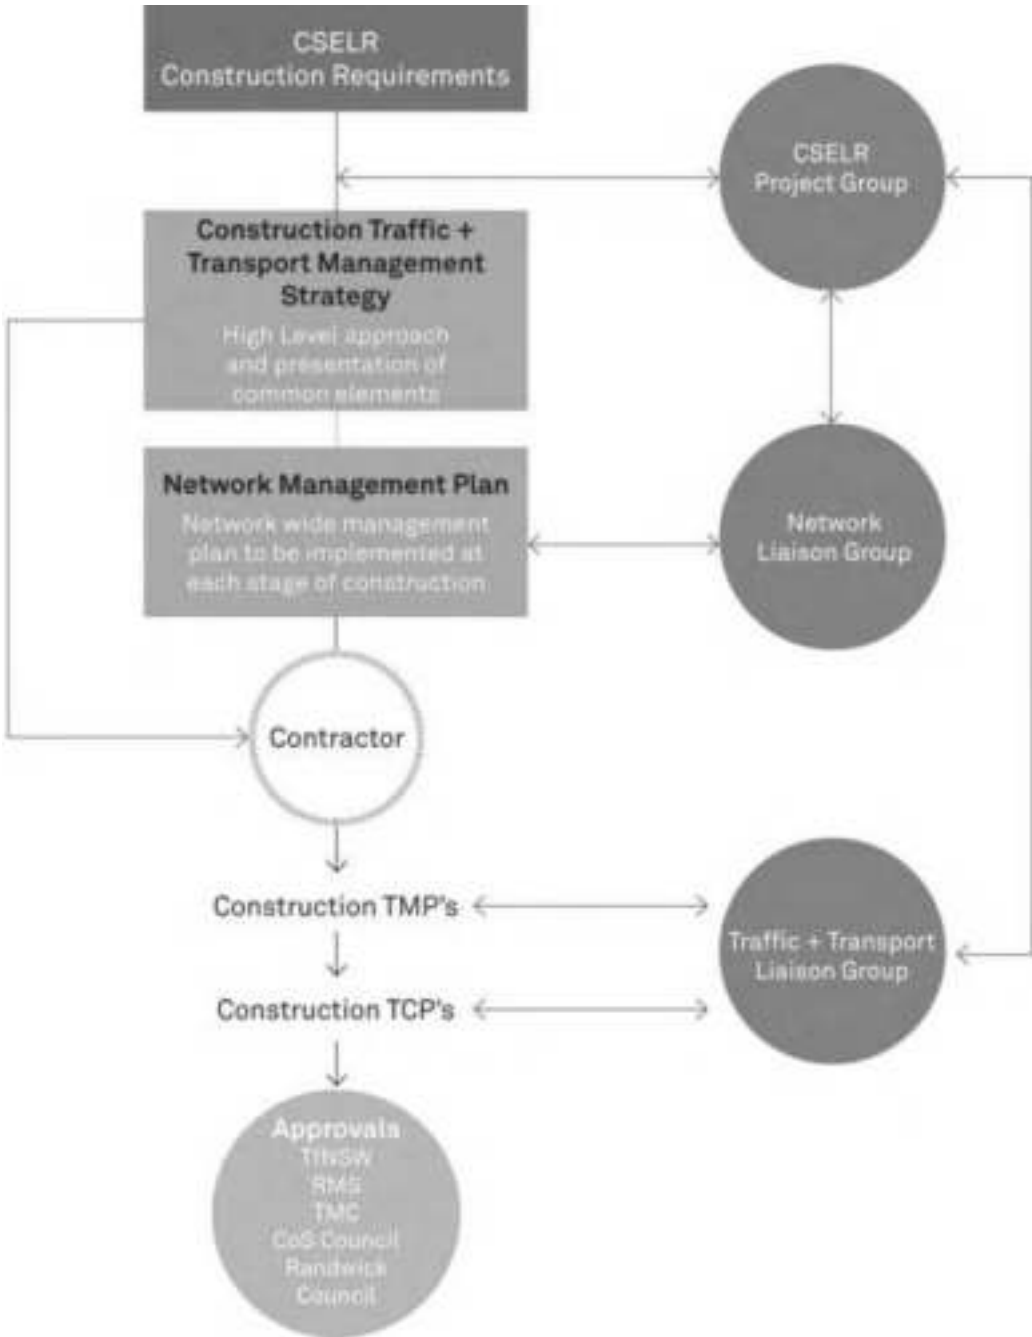 CSELR
Construction Requirements
CSELR
Project Group
Construction Traffic +
Transport Management
Strategy
High Level approach
and presentation of
common elements
Network Management Plan
Network wide management
plan to be implemented at
each stage of construction
Network
Liaison Group
Contractor
Construction TMP's
Traffic + Transport
Liaison Group
Construction TCP's
Approvals
TfNSW
RMS
TMC
CoS Council
Randwick
Council